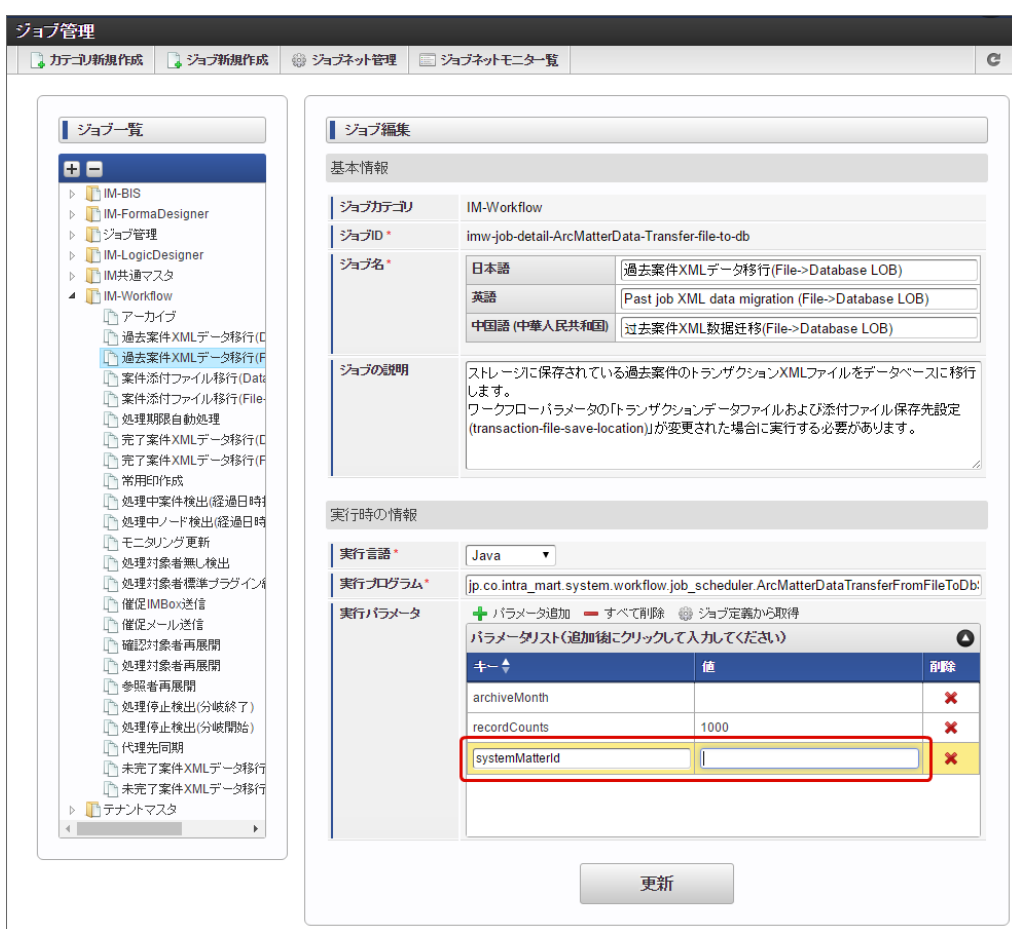 ジョブ管理
カテゴリ新規作成 ジョブ新規作成 ジョブネット管理 ジョブネットモニター覧
ジョブ一覧
IM-BIS
IM-FormaDesigner
ジョブ管理
IM-LogicDesigner
IM共通マスタ
IM-Workflow
アーカイブ
過去案件XMLデータ移行(D
過去案件XMLデータ移行(F
案件添付ファイル移行(Data
案件添付ファイル移行(File-
処理期限自動処理
完了案件XMLデータ移行(D
完了案件XMLデータ移行(F
常用印作成
処理中案件検出(経過日時
処理中ノード検出(経過日時
モニタリング更新
処理対象者無し検出
処理対象者標準プラグイン
催促IMBox送信
催促メール送信
確認対象者再展開
処理対象者再展開
参照者再展開
処理停止検出(分岐終了)
処理停止検出(分岐開始)
代理先同期
未完了案件XMLデータ移行
未完了案件XMLデータ移行
テナントマスタ
ジョブ編集
基本情報
ジョブカテゴリ IM-Workflow
ジョブID * imw-job-detail-ArcMatterData-Transfer-file-to-db
ジョブ名 *
日本語 過去案件XMLデータ移行(File->Database LOB)
英語 Past job XML data migration (File->Database LOB)
中国語 (中華人民共和国) 过去案件XML数据迁移(File->Database LOB)
ジョブの説明
ストレージに保存されている過去案件のトランザクションXMLファイルをデータベースに移行
します。
ワークフローパラメータの「トランザクションデータファイルおよび添付ファイル保存先設定
(transaction-file-save-location)」が変更された場合に実行する必要があります。
実行時の情報
実行言語 * Java
実行プログラム * jp.co.intra_mart.system.workflow.job_scheduler.ArcMatterDataTransferFromFileToDb
実行パラメータ パラメータ追加 すべて削除 ジョブ定義から取得
パラメータリスト(追加後にクリックして入力してください)
キー 値 削除
archiveMonth
recordCounts 1000
systemMatterId
更新